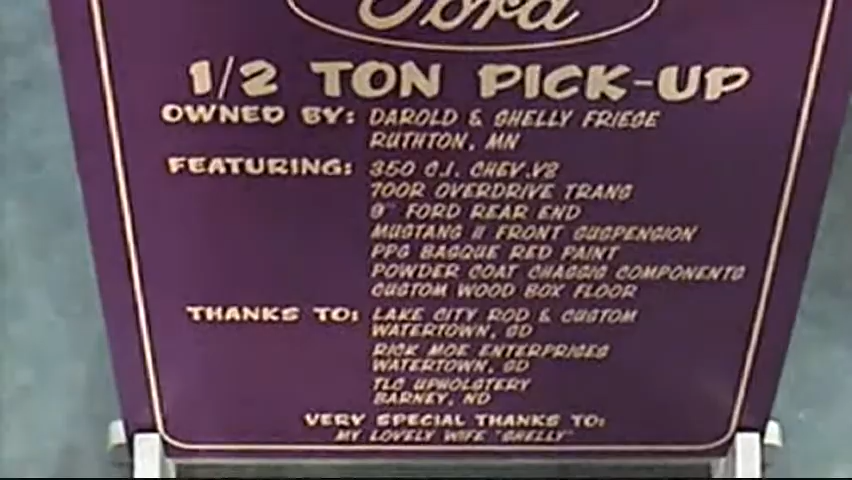 Ford
1/2 TON PICK-UP
OWNED BY: DAROLD & SHELLY FRIESE
RUTHTON, MN
FEATURING: 350 C.I. CHEV. V8
700R OVERDRIVE TRANS
9" FORD REAR END
MUSTANG II FRONT SUSPENSION
PPG BASQUE RED PAINT
POWDER COAT CHASSIS COMPONENTS
CUSTOM WOOD BOX FLOOR
THANKS TO: LAKE CITY ROD & CUSTOM
WATERTOWN, SD
RICK MOE ENTERPRISES
WATERTOWN, SD
TLC UPHOLSTERY
BARNEY, ND
VERY SPECIAL THANKS TO:
MY LOVELY WIFE "SHELLY"